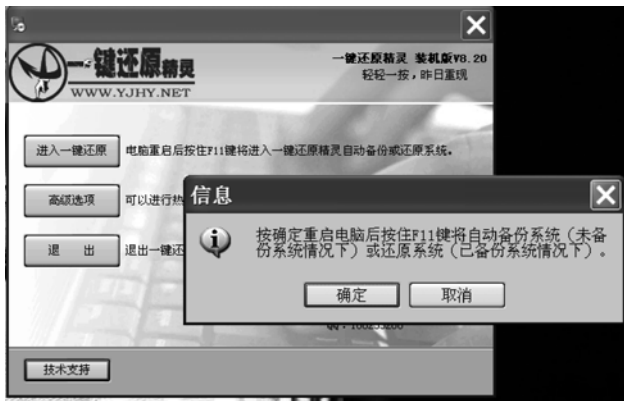 一键还原精灵
WWW.YJHY.NET
一键还原精灵 装机版V8.20
轻轻一按，昨日重现
进入一键还原
电脑重启后按住F11键将进入一键还原精灵自动备份或还原系统。
高级选项
可以进行热
信息
按确定重启电脑后按住F11键将自动备份系统（未备
份系统情况下）或还原系统（已备份系统情况下）。
确定
取消
退 出
退出一键还
技术支持